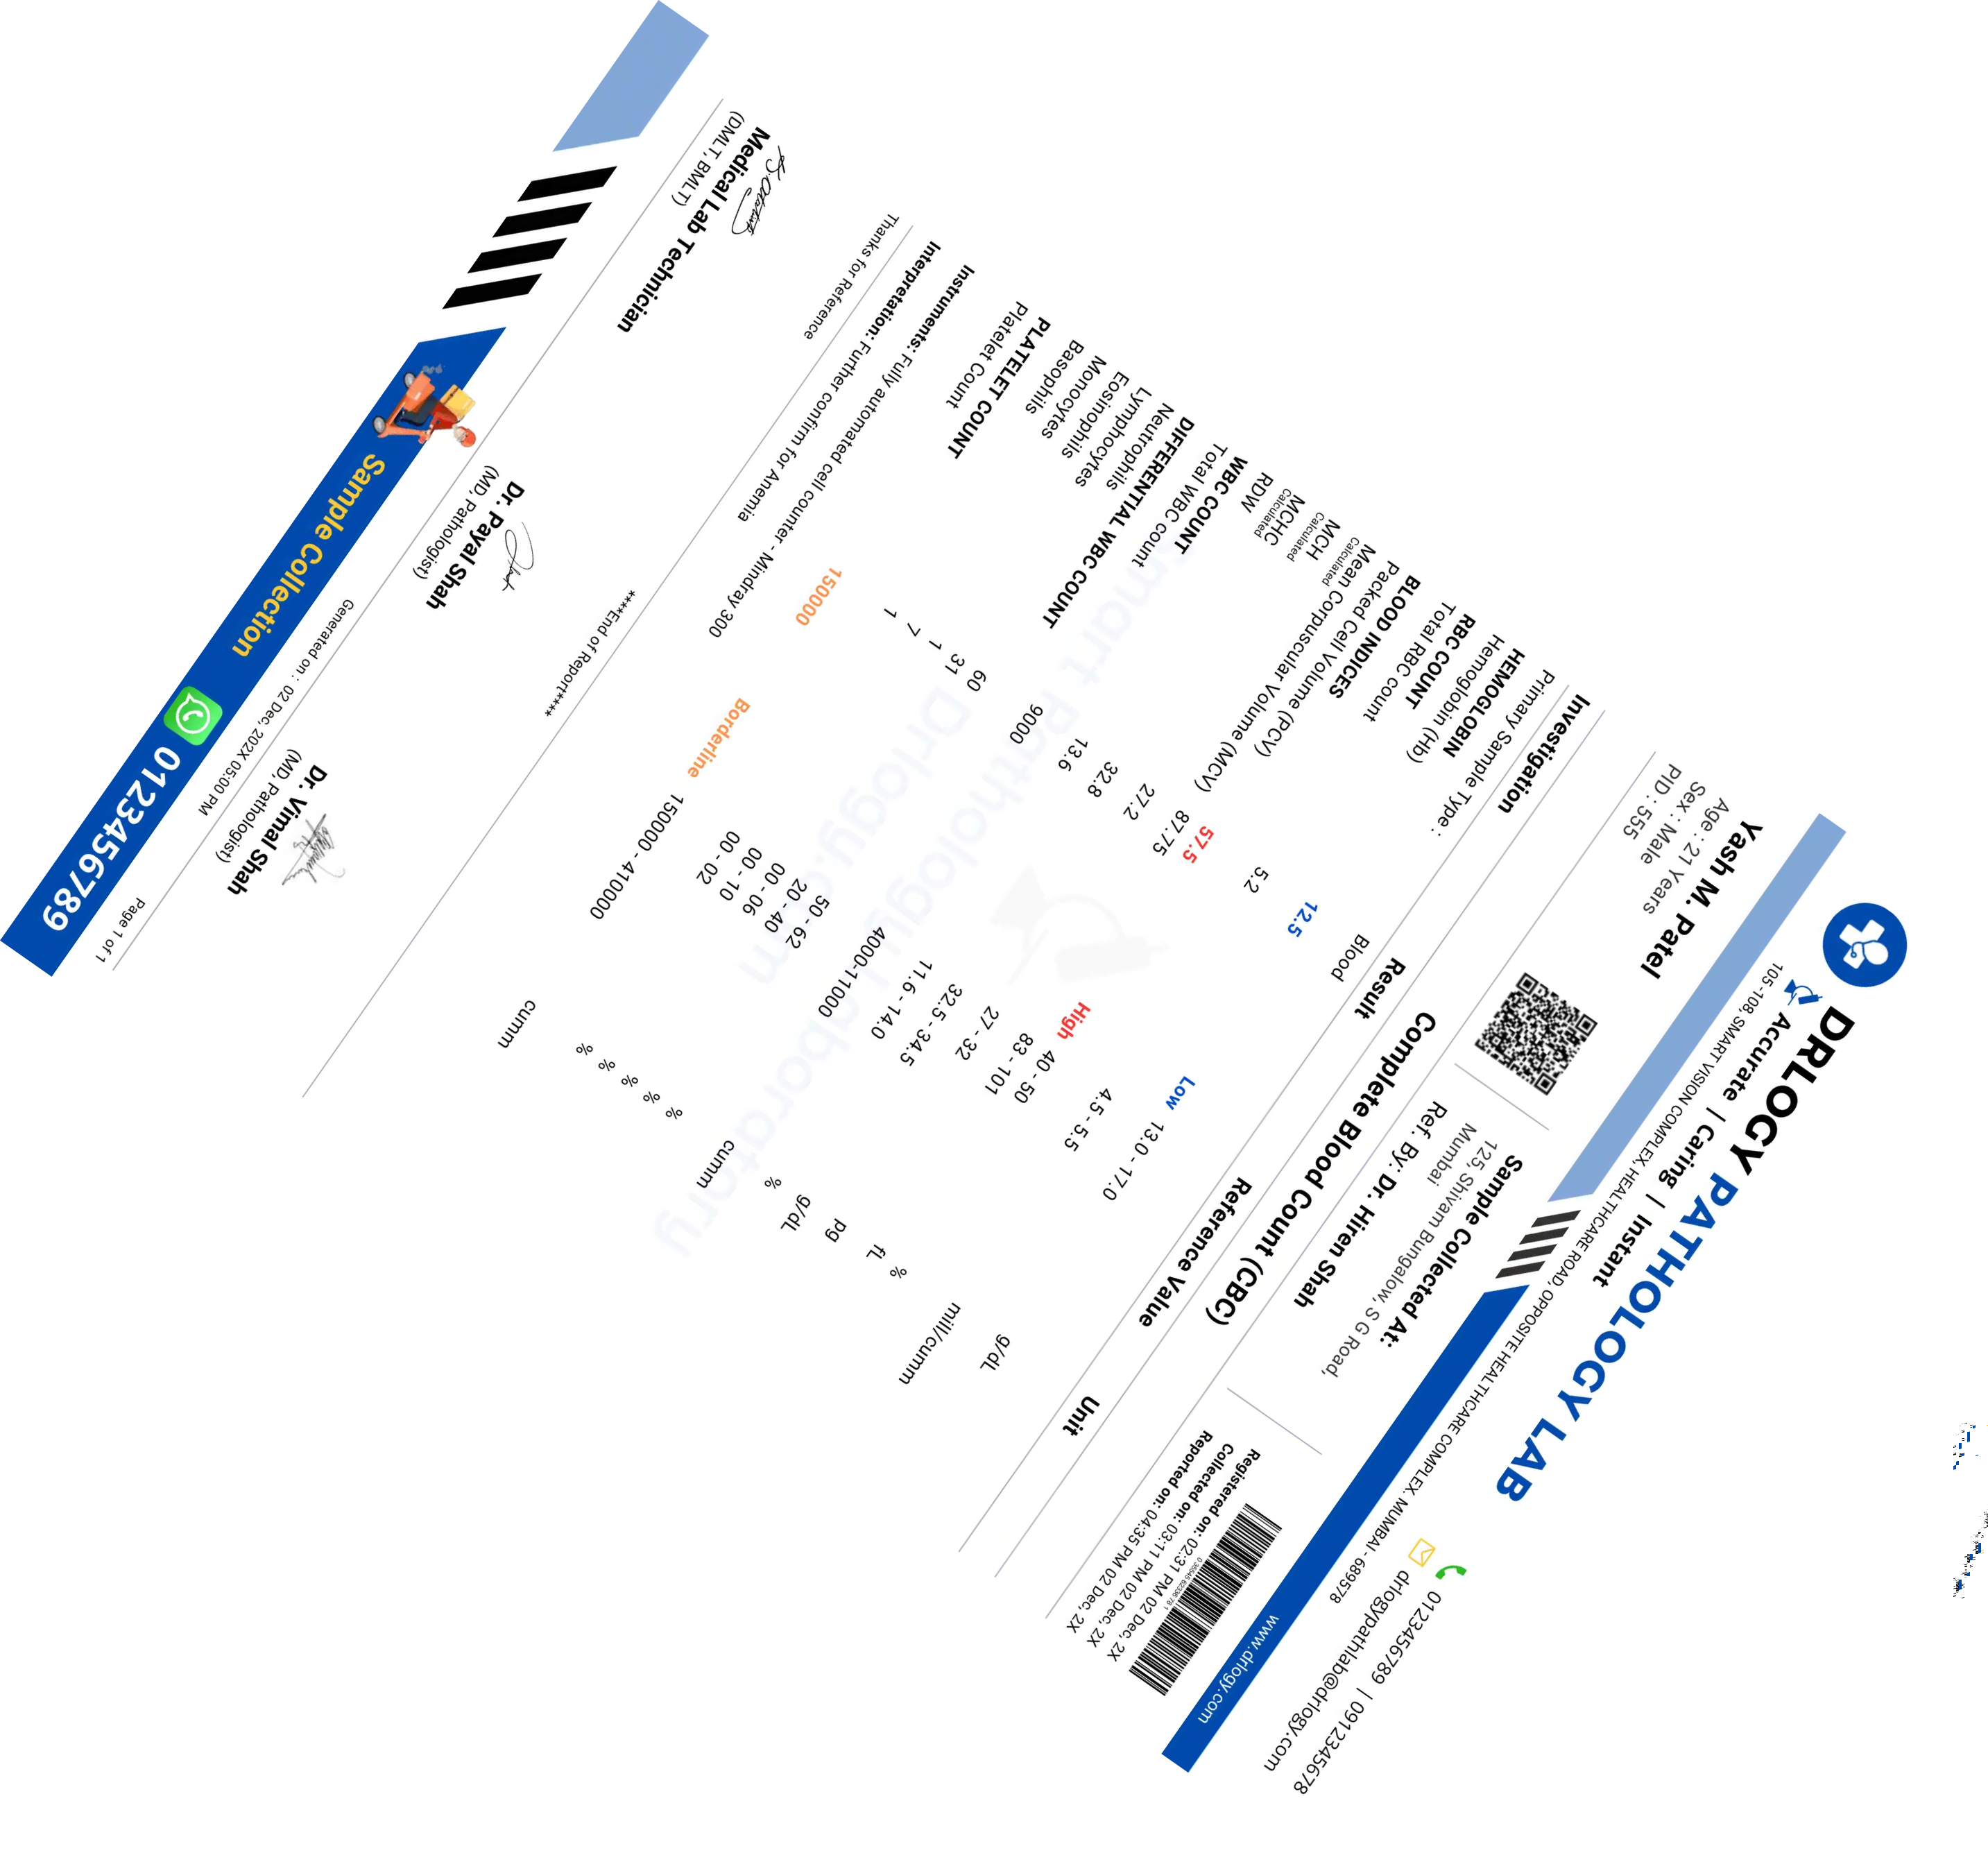 DRLOGY PATHOLOGY LAB
Accurate | Caring | Instant
105 -108, SMART VISION COMPLEX, HEALTHCARE ROAD, OPPOSITE HEALTHCARE COMPLEX. MUMBAI - 689578
0123456789 | 0912345678
drlogypathlab@drlogy.com
www.drlogy.com
Yash M. Patel
Age : 21 Years
Sex : Male
PID : 555
Sample Collected At:
125, Shivam Bungalow, S G Road,
Mumbai
Ref. By: Dr. Hiren Shah
Registered on: 02:31 PM 02 Dec, 2X
Collected on: 03:11 PM 02 Dec, 2X
Reported on: 04:35 PM 02 Dec, 2X
Complete Blood Count (CBC)
Investigation Result Reference Value Unit
Primary Sample Type : Blood
HEMOGLOBIN
Hemoglobin (Hb) 12.5 Low 13.0 - 17.0 g/dL
RBC COUNT
Total RBC count 5.2 4.5 - 5.5 mill/cumm
BLOOD INDICES
Packed Cell Volume (PCV) 57.5 High 40 - 50 %
Mean Corpuscular Volume (MCV) 87.75 83 - 101 fL
Calculated
MCH 27.2 27 - 32 pg
Calculated
MCHC 32.8 32.5 - 34.5 g/dL
Calculated
RDW 13.6 11.6 - 14.0 %
WBC COUNT
Total WBC count 9000 4000-11000 cumm
DIFFERENTIAL WBC COUNT
Neutrophils 60 50 - 62 %
Lymphocytes 31 20 - 40 %
Eosinophils 1 00 - 06 %
Monocytes 7 00 - 10 %
Basophils 1 00 - 02 %
PLATELET COUNT
Platelet Count 150000 Borderline 150000 - 410000 cumm
Instruments: Fully automated cell counter - Mindray 300
Interpretation: Further confirm for Anemia
Smart Pathology Laboratory
Drlogy.com
Thanks for Reference
****End of Report****
Medical Lab Technician
(DMLT, BMLT)
Dr. Payal Shah
(MD, Pathologist)
Dr. Vimal Shah
(MD, Pathologist)
Generated on : 02 Dec, 202X 05:00 PM
Page 1 of 1
Sample Collection
0123456789